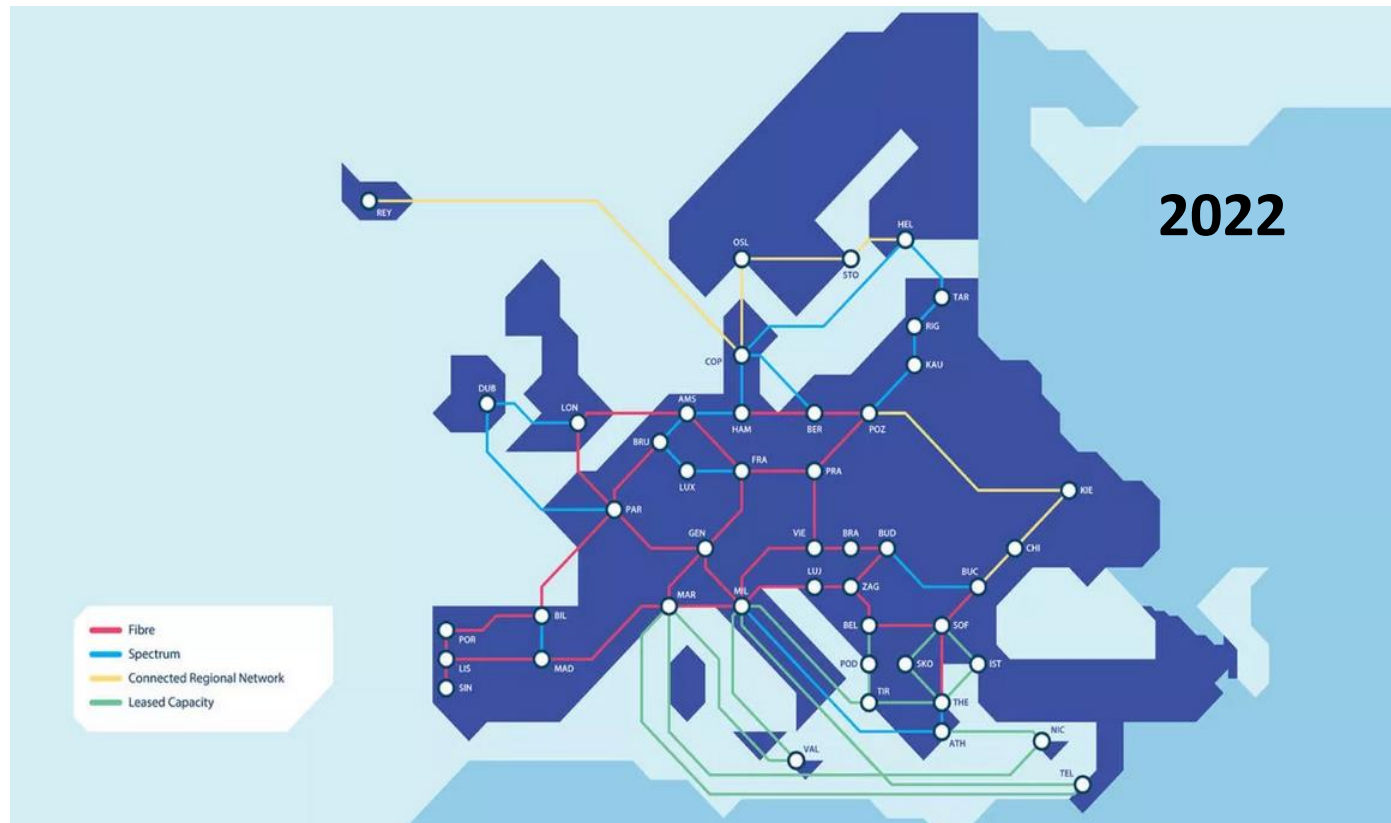 2022
REY
HEL
OSL
STO
TAR
RIG
COP
KAU
DUB
AMS
LON
HAM
BER
POZ
BRU
FRA
PRA
LUX
KIE
PAR
GEN
VIE
BRA
BUD
CHI
LUJ
BUC
ZAG
MAR
MIL
BIL
Fibre
POR
BEL
SOF
Spectrum
LIS
MAD
POD
SKO
IST
Connected Regional Network
SIN
TIR
Leased Capacity
THE
NIC
ATH
VAL
TEL